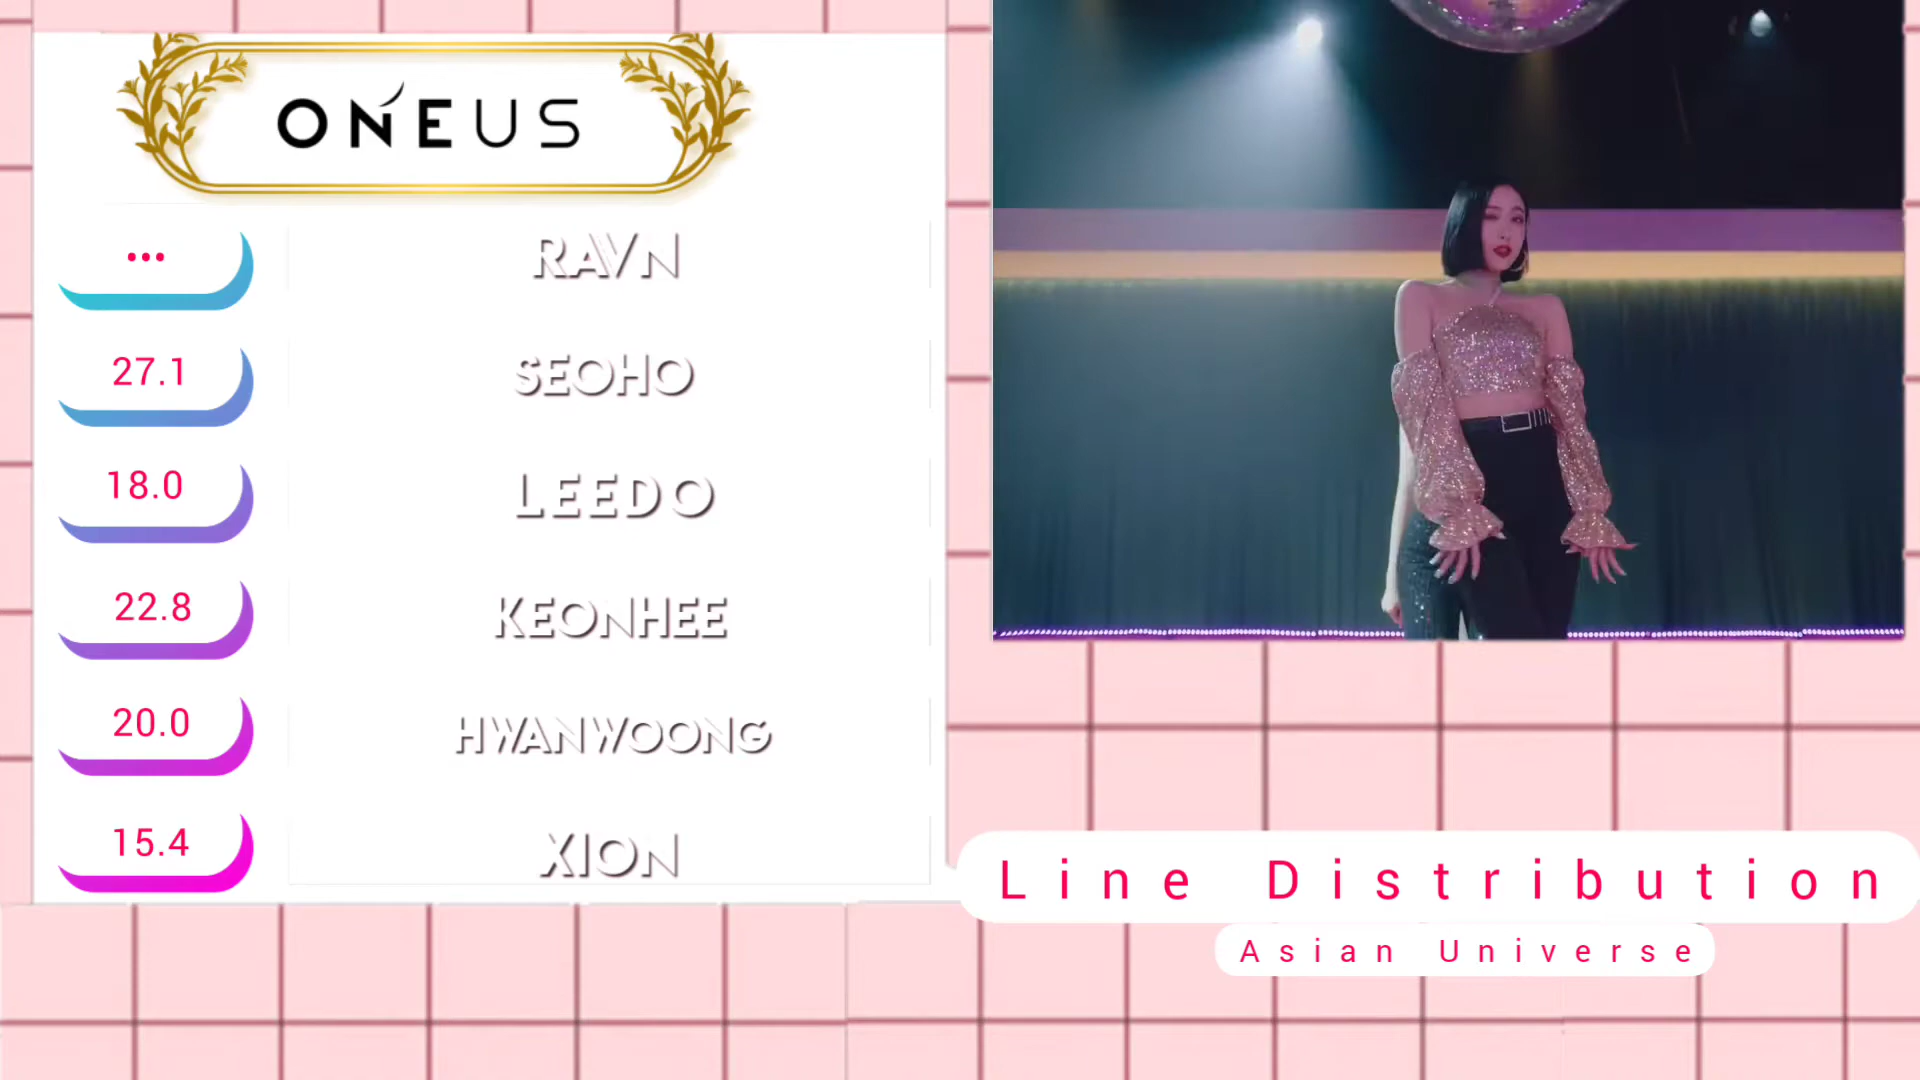 ONEUS
... RAVN
27.1 SEOHO
18.0 LEEDO
22.8 KEONHEE
20.0 HWANWOONG
15.4 XION
Line Distribution
Asian Universe